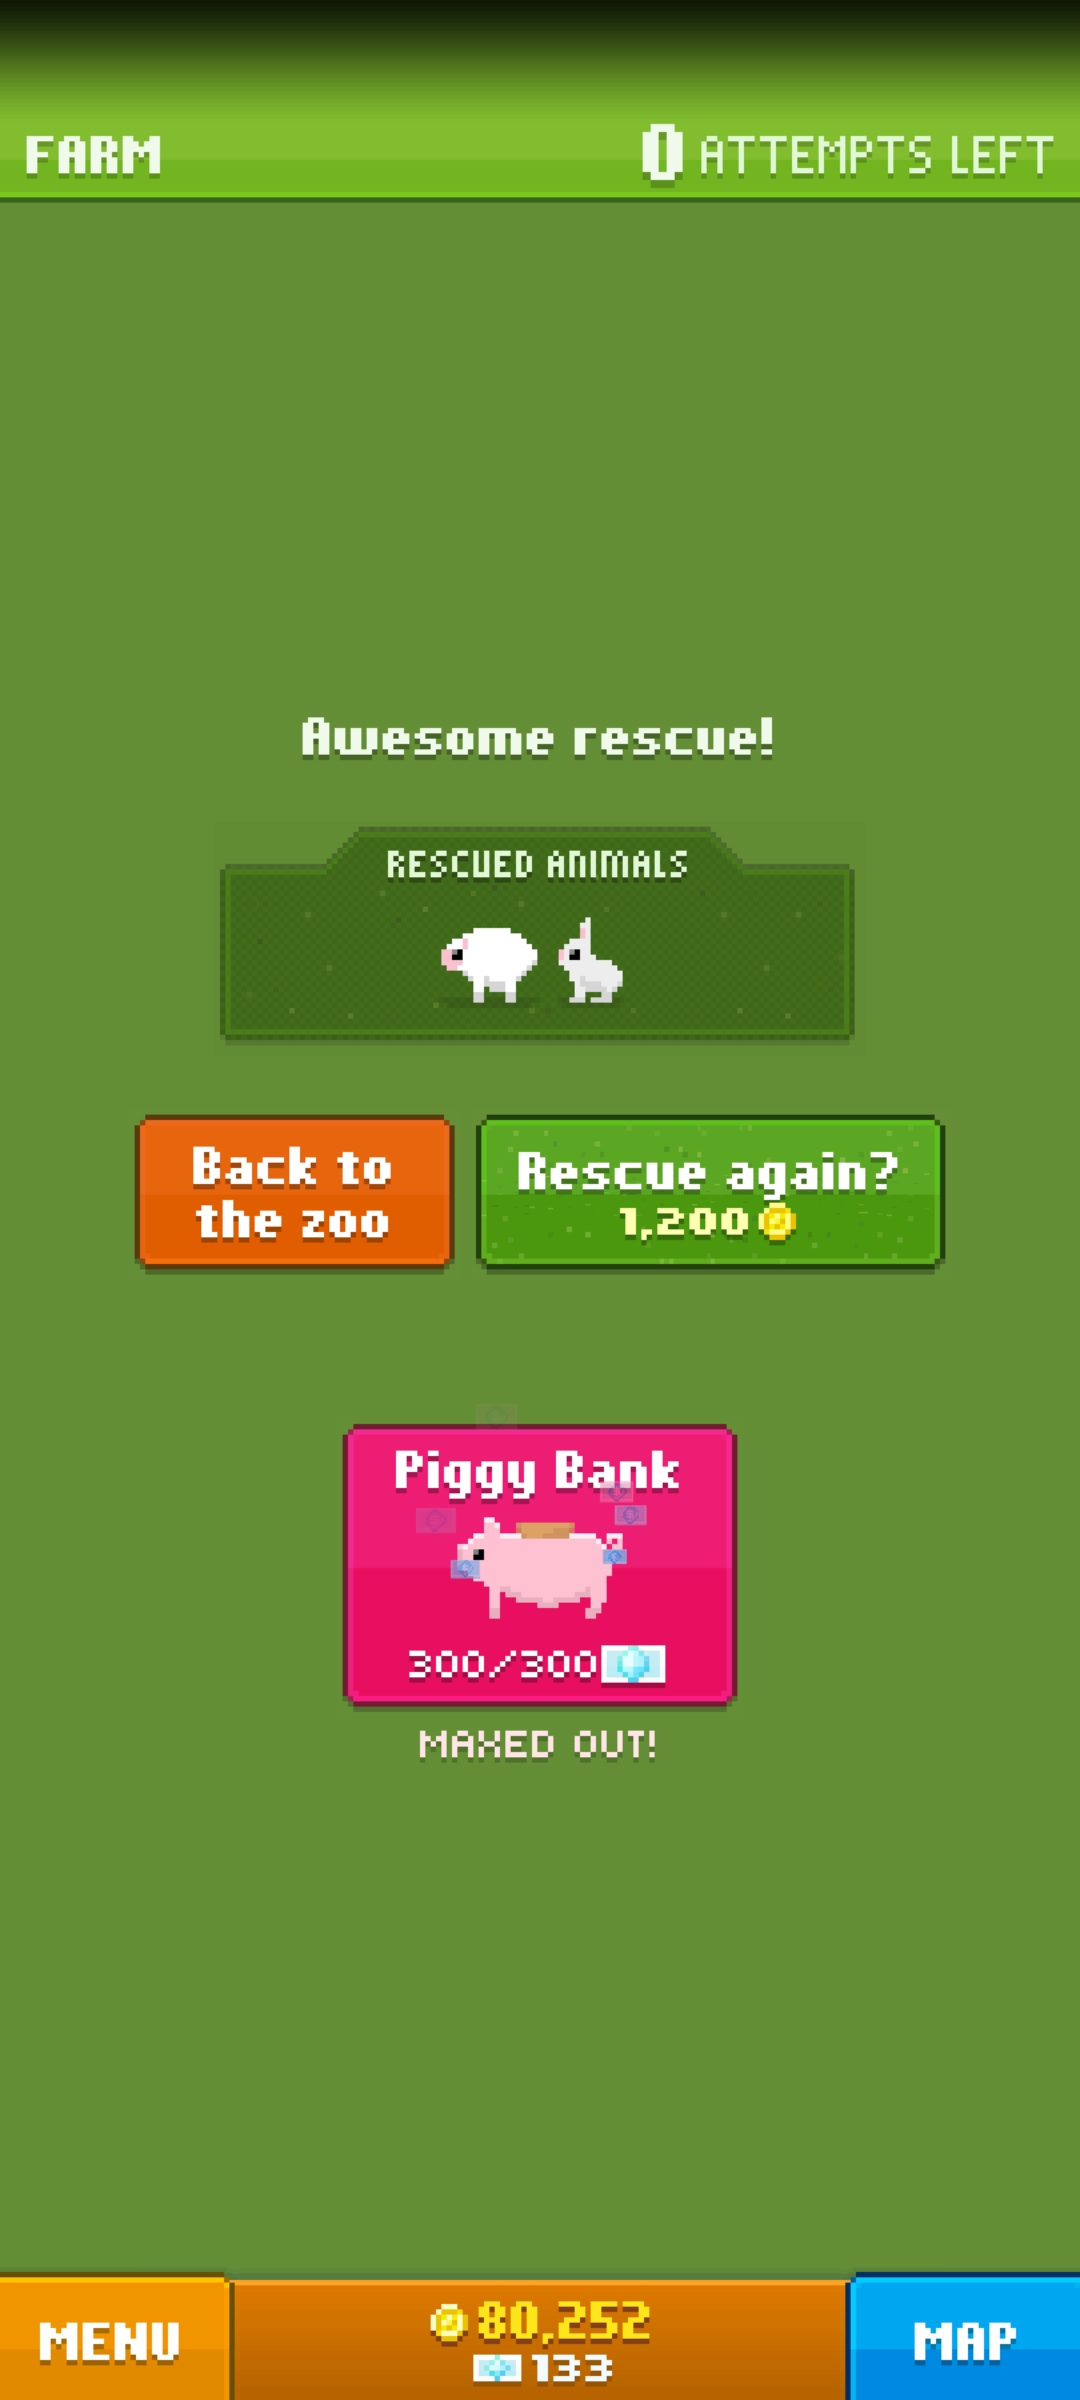 FARM
0 ATTEMPTS LEFT
Awesome rescue!
RESCUED ANIMALS
Back to
the zoo
Rescue again?
1,200
Piggy Bank
300/300
MAXED OUT!
MENU
80,252
133
MAP